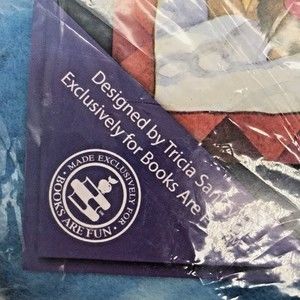 Designed by Tricia
Exclusively for Books Are
MADE EXCLUSIVELY FOR
BOOKS ARE FUN